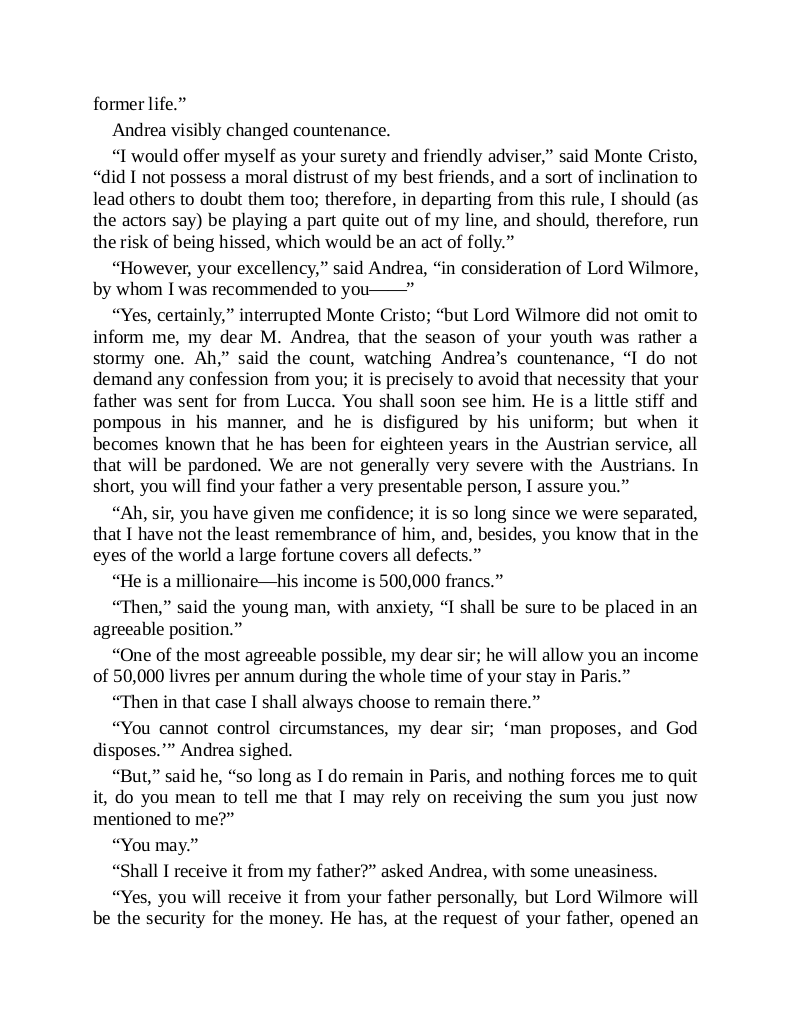 former life.”
Andrea visibly changed countenance.
“I would offer myself as your surety and friendly adviser,” said Monte Cristo,
“did I not possess a moral distrust of my best friends, and a sort of inclination to
lead others to doubt them too; therefore, in departing from this rule, I should (as
the actors say) be playing a part quite out of my line, and should, therefore, run
the risk of being hissed, which would be an act of folly.”
“However, your excellency,” said Andrea, “in consideration of Lord Wilmore,
by whom I was recommended to you——”
“Yes, certainly,” interrupted Monte Cristo; “but Lord Wilmore did not omit to
inform me, my dear M. Andrea, that the season of your youth was rather a
stormy one. Ah,” said the count, watching Andrea’s countenance, “I do not
demand any confession from you; it is precisely to avoid that necessity that your
father was sent for from Lucca. You shall soon see him. He is a little stiff and
pompous in his manner, and he is disfigured by his uniform; but when it
becomes known that he has been for eighteen years in the Austrian service, all
that will be pardoned. We are not generally very severe with the Austrians. In
short, you will find your father a very presentable person, I assure you.”
“Ah, sir, you have given me confidence; it is so long since we were separated,
that I have not the least remembrance of him, and, besides, you know that in the
eyes of the world a large fortune covers all defects.”
“He is a millionaire—his income is 500,000 francs.”
“Then,” said the young man, with anxiety, “I shall be sure to be placed in an
agreeable position.”
“One of the most agreeable possible, my dear sir; he will allow you an income
of 50,000 livres per annum during the whole time of your stay in Paris.”
“Then in that case I shall always choose to remain there.”
“You cannot control circumstances, my dear sir; ‘man proposes, and God
disposes.’” Andrea sighed.
“But,” said he, “so long as I do remain in Paris, and nothing forces me to quit
it, do you mean to tell me that I may rely on receiving the sum you just now
mentioned to me?”
“You may.”
“Shall I receive it from my father?” asked Andrea, with some uneasiness.
“Yes, you will receive it from your father personally, but Lord Wilmore will
be the security for the money. He has, at the request of your father, opened an